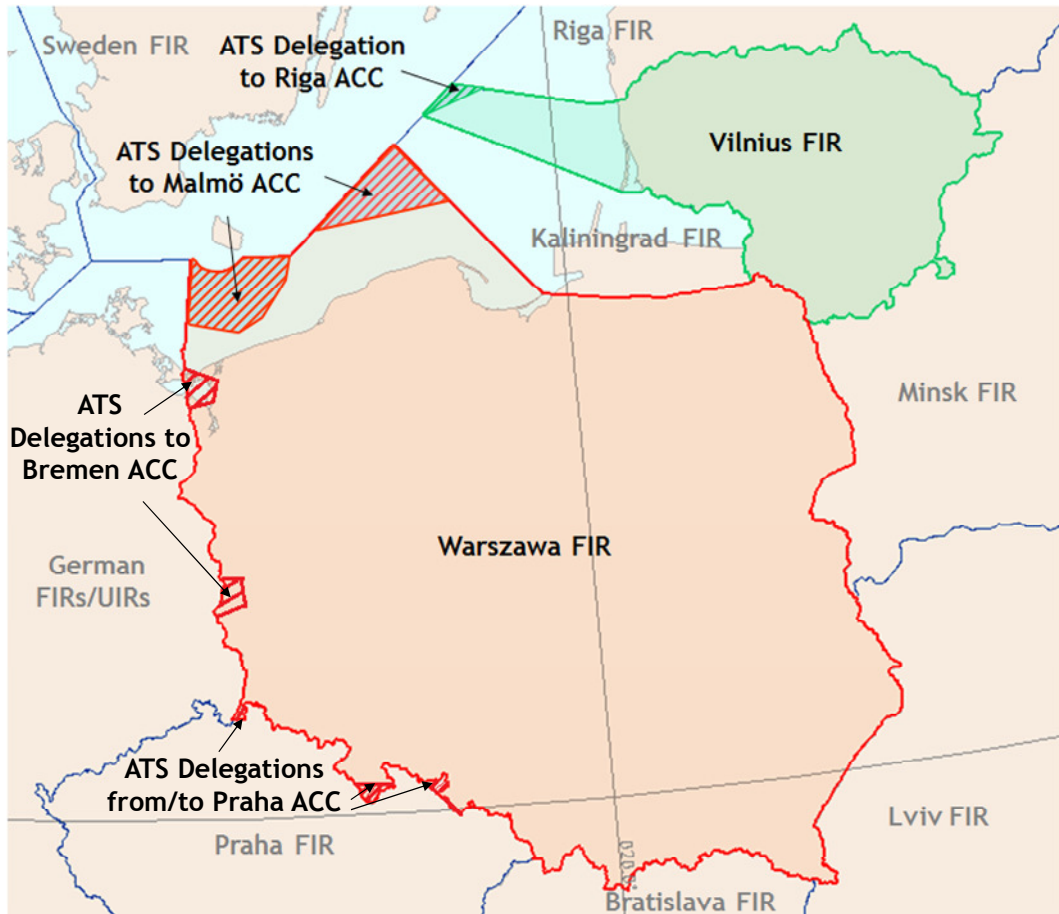 Sweden FIR
ATS Delegation
to Riga ACC
Riga FIR
ATS Delegations
to Malmö ACC
Vilnius FIR
Kaliningrad FIR
Minsk FIR
ATS
Delegations to
Bremen ACC
Warszawa FIR
German
FIRs/UIRs
ATS Delegations
from/to Praha ACC
Praha FIR
Lviv FIR
Bratislava FIR